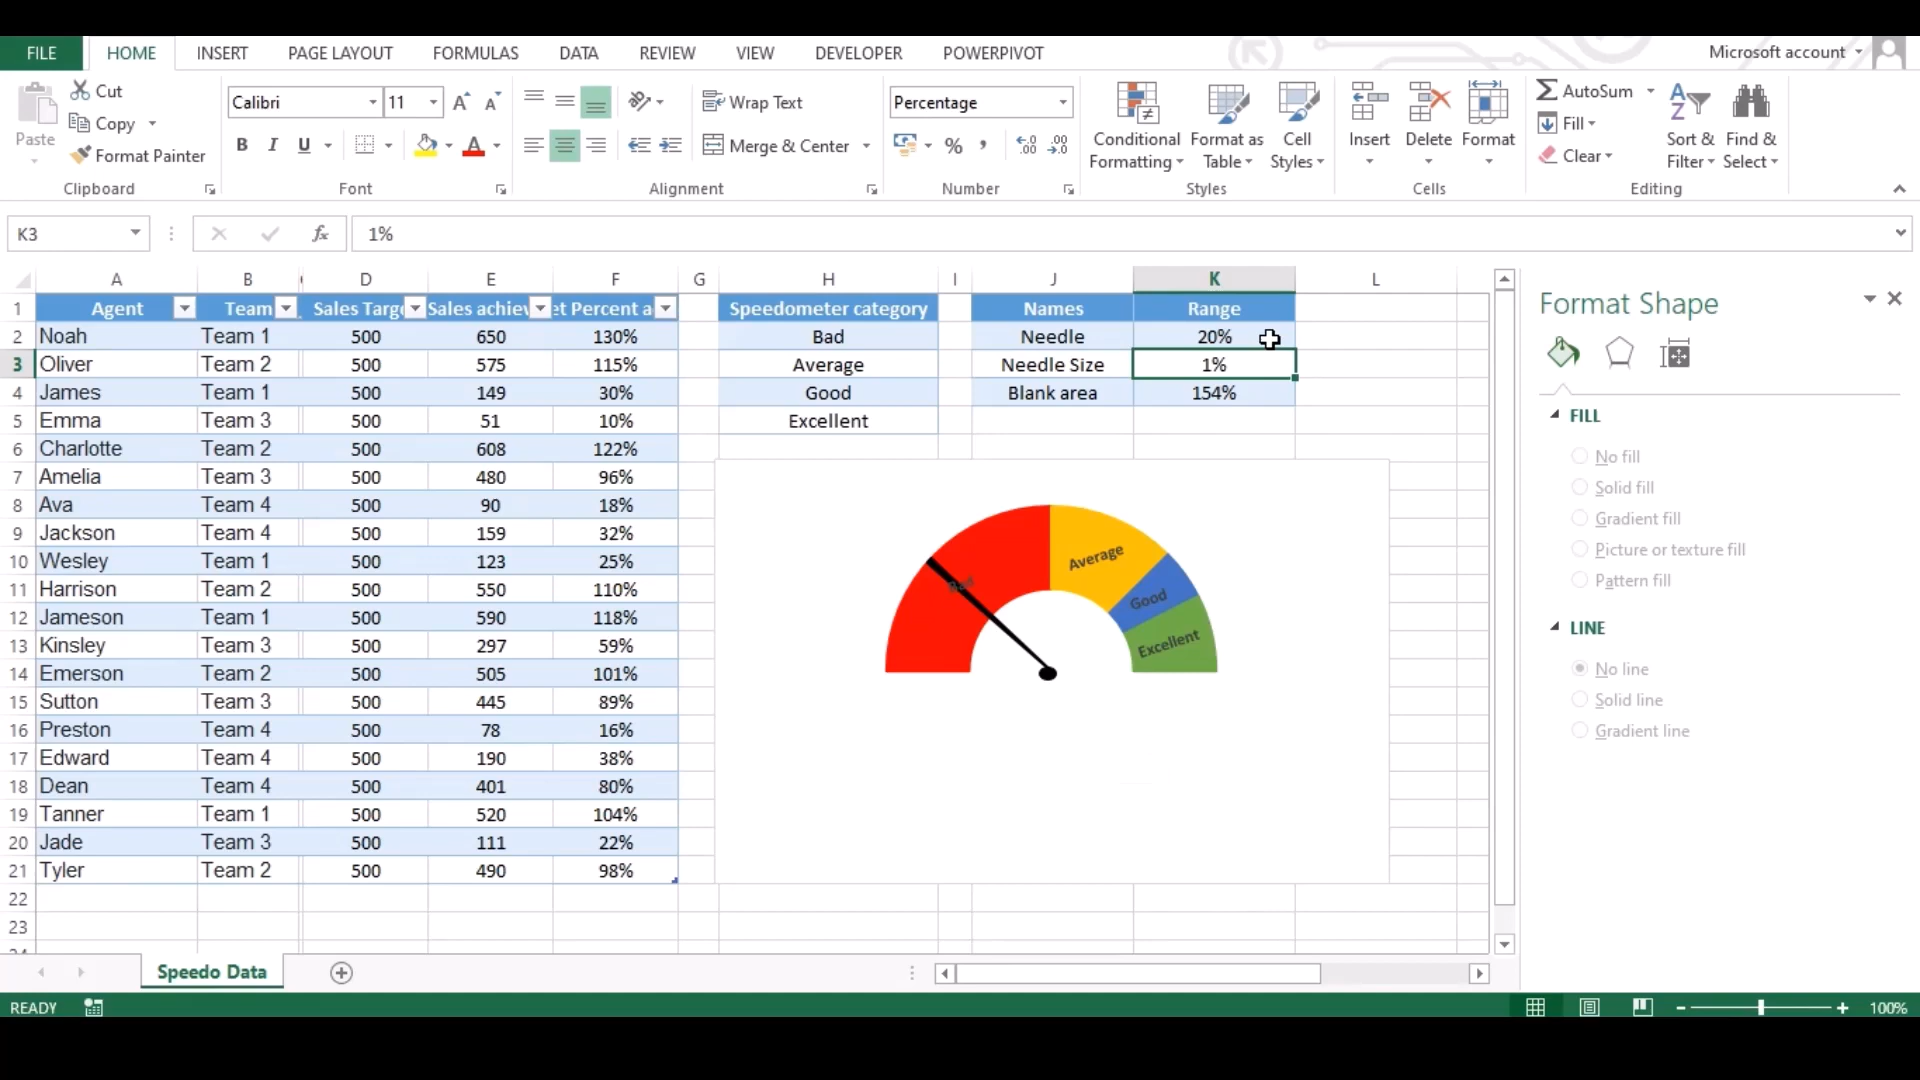 FILE HOME INSERT PAGE LAYOUT FORMULAS DATA REVIEW VIEW DEVELOPER POWERPIVOT Microsoft account
Paste
Cut
Copy
Format Painter
Clipboard
Calibri 11
B I U
Font
Wrap Text
Merge & Center
Alignment
Percentage
%
Number
Conditional Formatting
Format as Table
Cell Styles
Styles
Insert Delete Format
Cells
AutoSum
Fill
Clear
Sort & Filter
Find & Select
Editing
K3 fx 1%
A B D E F G H I J K L
1 Agent Team Sales Targe Sales achiev et Percent a Speedometer category Names Range
2 Noah Team 1 500 650 130% Bad Needle 20%
3 Oliver Team 2 500 575 115% Average Needle Size 1%
4 James Team 1 500 149 30% Good Blank area 154%
5 Emma Team 3 500 51 10% Excellent
6 Charlotte Team 2 500 608 122%
7 Amelia Team 3 500 480 96%
8 Ava Team 4 500 90 18%
9 Jackson Team 4 500 159 32%
10 Wesley Team 1 500 123 25%
11 Harrison Team 2 500 550 110%
12 Jameson Team 1 500 590 118%
13 Kinsley Team 3 500 297 59%
14 Emerson Team 2 500 505 101%
15 Sutton Team 3 500 445 89%
16 Preston Team 4 500 78 16%
17 Edward Team 4 500 190 38%
18 Dean Team 4 500 401 80%
19 Tanner Team 1 500 520 104%
20 Jade Team 3 500 111 22%
21 Tyler Team 2 500 490 98%
22
23
Average
Good
Excellent
Format Shape
FILL
No fill
Solid fill
Gradient fill
Picture or texture fill
Pattern fill
LINE
No line
Solid line
Gradient line
Speedo Data
READY 100%